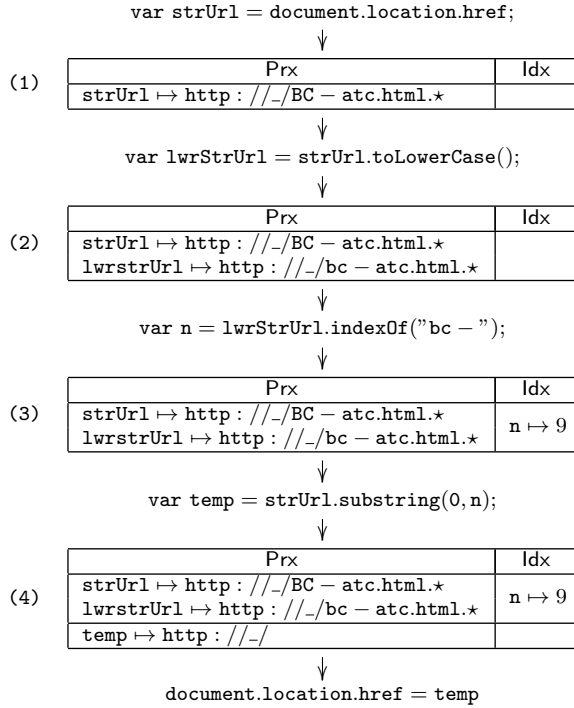 var strUrl = document.location.href;
Prx Idx
(1)
strUrl ↦ http : //_/BC − atc.html.⋆
var lwrStrUrl = strUrl.toLowerCase();
Prx Idx
(2)
strUrl ↦ http : //_/BC − atc.html.⋆
lwrstrUrl ↦ http : //_/bc − atc.html.⋆
var n = lwrStrUrl.indexOf(”bc − ”);
Prx Idx
(3)
strUrl ↦ http : //_/BC − atc.html.⋆
n ↦ 9
lwrstrUrl ↦ http : //_/bc − atc.html.⋆
var temp = strUrl.substring(0, n);
Prx Idx
(4)
strUrl ↦ http : //_/BC − atc.html.⋆
n ↦ 9
lwrstrUrl ↦ http : //_/bc − atc.html.⋆
temp ↦ http : //_/
document.location.href = temp